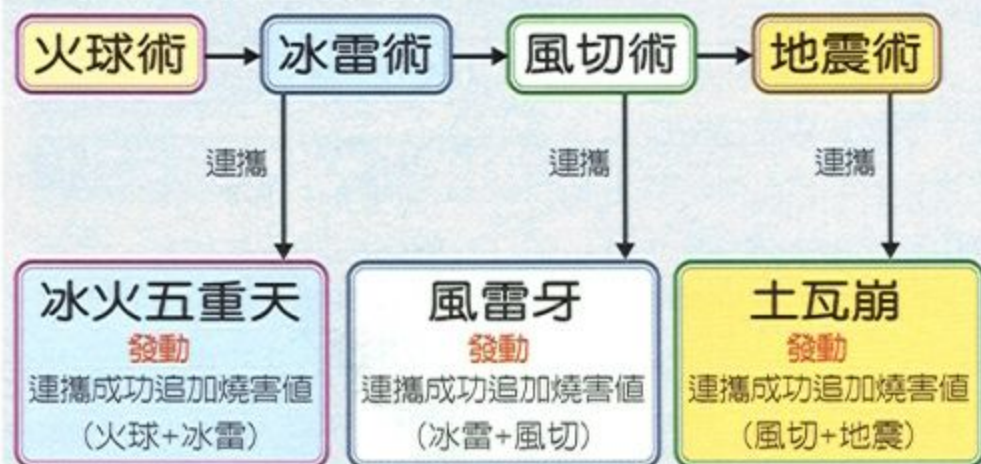 火球術 冰雷術 風切術 地震術
連攜 連攜 連攜
冰火五重天 風雷牙 土瓦崩
發動 發動 發動
連攜成功追加燒害值 連攜成功追加燒害值 連攜成功追加燒害值
(火球+冰雷) (冰雷+風切) (風切+地震)